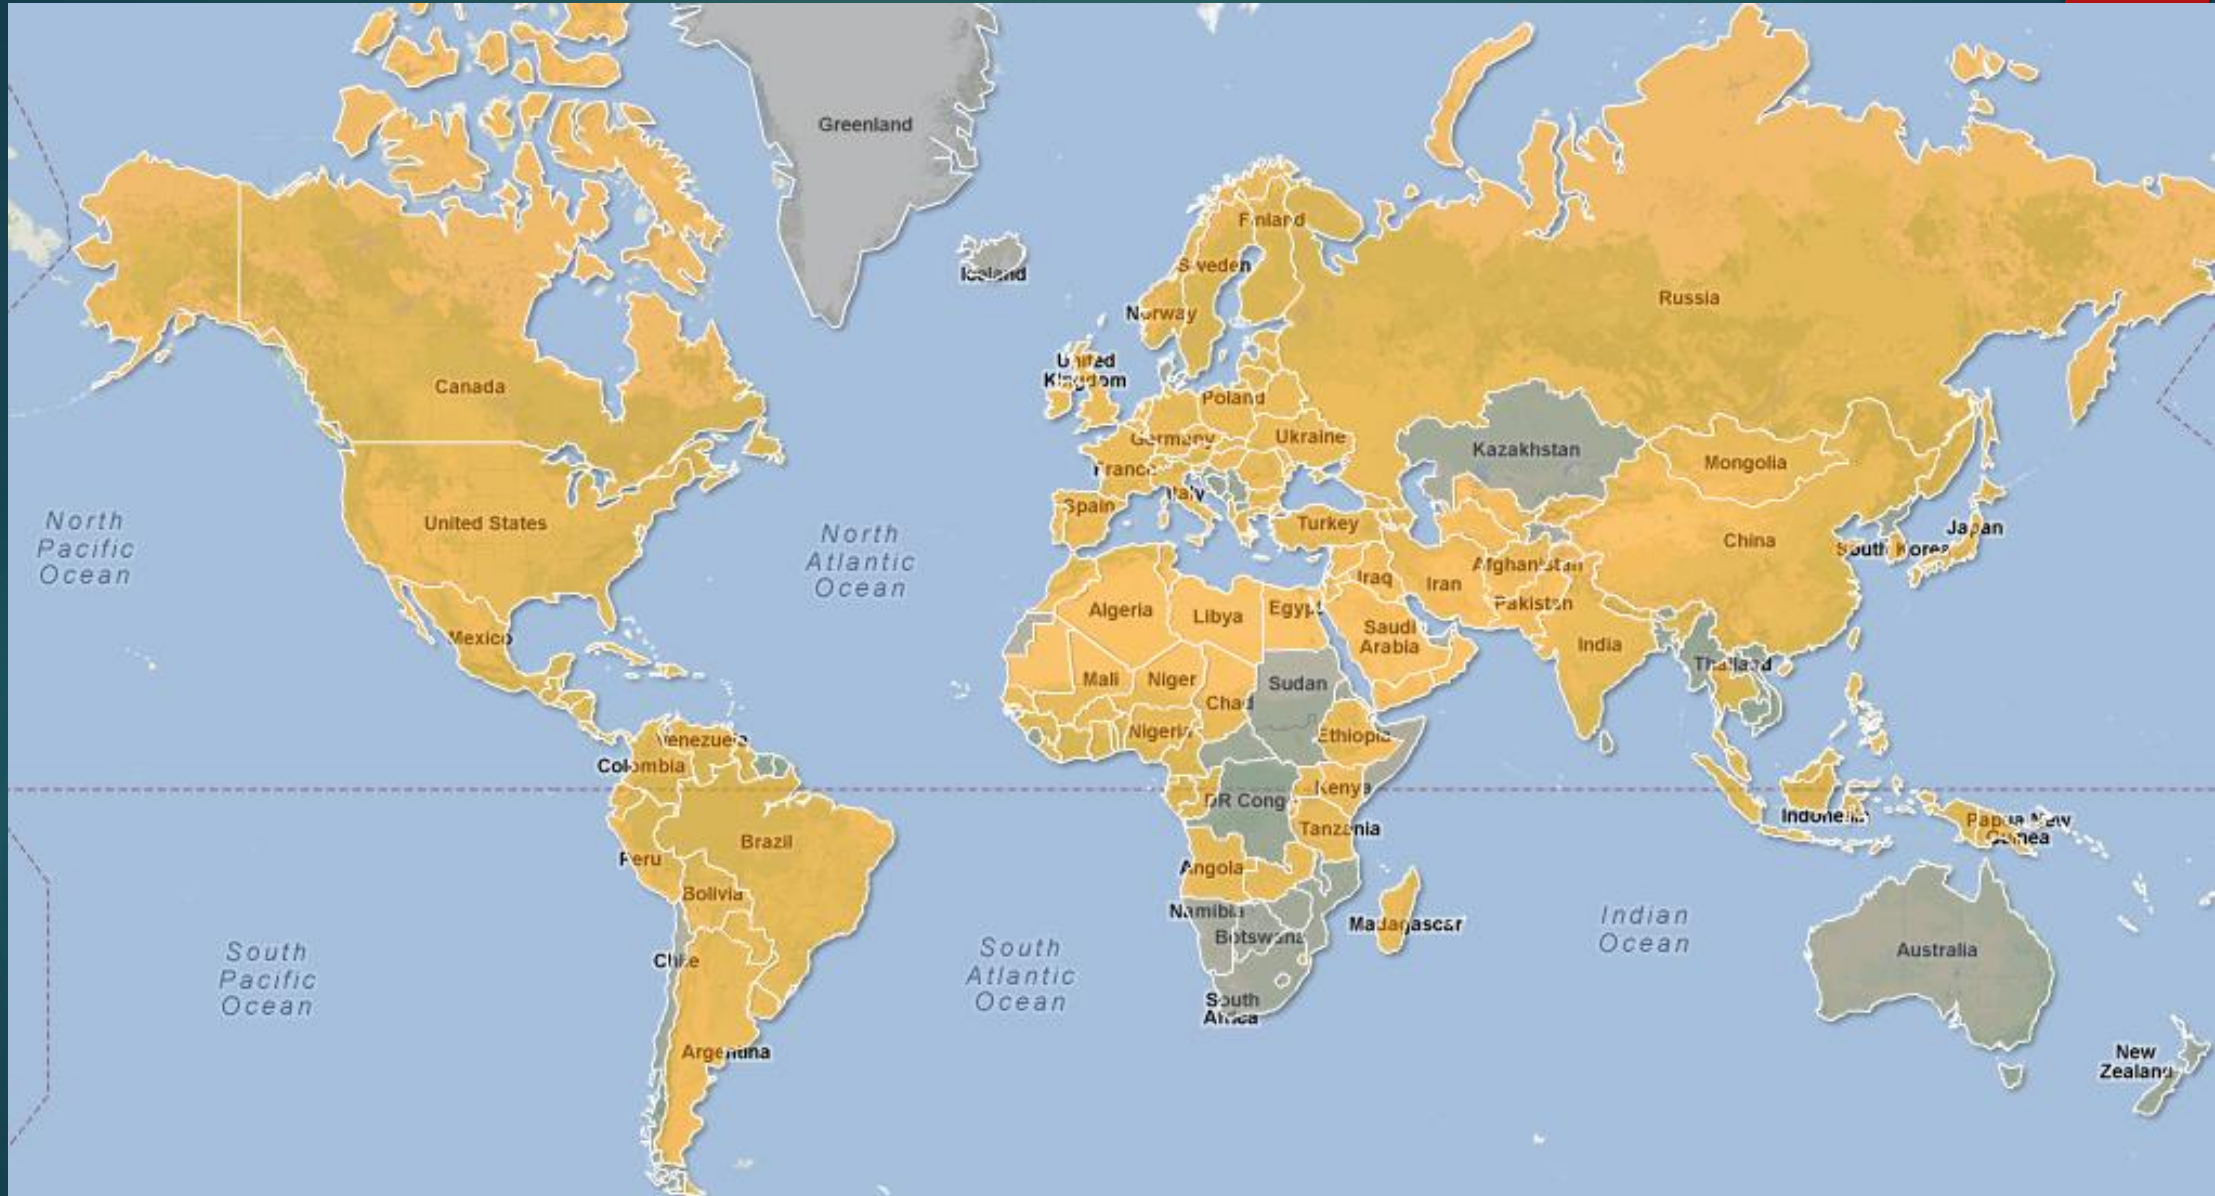 Greenland
Iceland
Finland
Sweden
Norway
Russia
United
Kingdom
Canada
Poland
Germany
Ukraine
Kazakhstan
France
Mongolia
Italy
Spain
United States
Turkey
Japan
China
South Korea
North
Pacific
Ocean
North
Atlantic
Ocean
Afghanistan
Iraq
Iran
Pakistan
Algeria
Libya
Egypt
Saudi
Arabia
India
Mexico
Thailand
Mali
Niger
Sudan
Chad
Nigeria
Ethiopia
Venezuela
Colombia
Kenya
DR Congo
Indonesia
Papua New
Guinea
Tanzania
Brazil
Peru
Angola
Bolivia
Namibia
Botswana
Madagascar
Indian
Ocean
Australia
South
Pacific
Ocean
Chile
South
Atlantic
Ocean
South
Africa
Argentina
New
Zealand